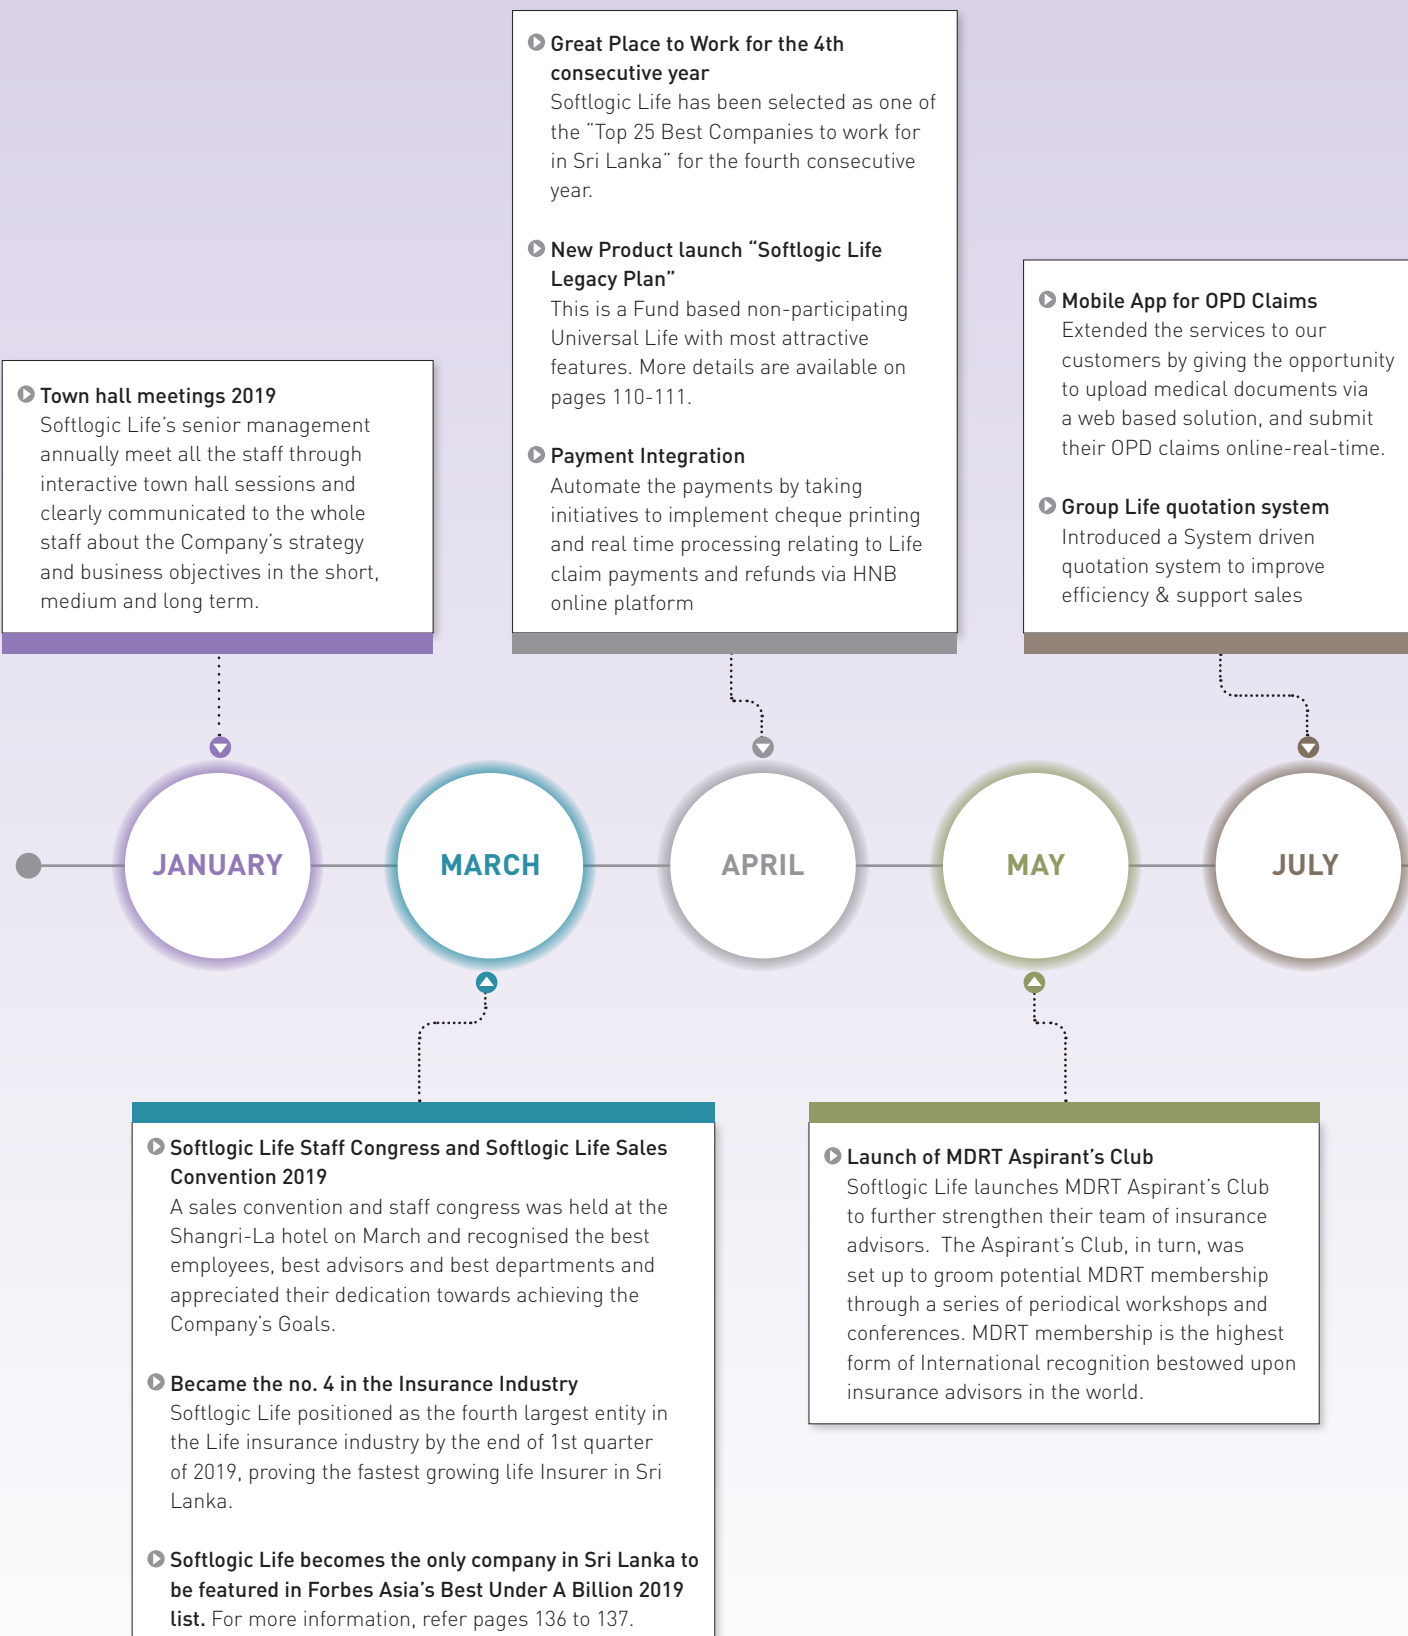 Great Place to Work for the 4th
consecutive year
Softlogic Life has been selected as one of
the “Top 25 Best Companies to work for
in Sri Lanka” for the fourth consecutive
year.
New Product launch “Softlogic Life
Legacy Plan”
This is a Fund based non-participating
Universal Life with most attractive
features. More details are available on
pages 110-111.
Payment Integration
Automate the payments by taking
initiatives to implement cheque printing
and real time processing relating to Life
claim payments and refunds via HNB
online platform
Mobile App for OPD Claims
Extended the services to our
customers by giving the opportunity
to upload medical documents via
a web based solution, and submit
their OPD claims online-real-time.
Group Life quotation system
Introduced a System driven
quotation system to improve
efficiency & support sales
Town hall meetings 2019
Softlogic Life’s senior management
annually meet all the staff through
interactive town hall sessions and
clearly communicated to the whole
staff about the Company’s strategy
and business objectives in the short,
medium and long term.
JANUARY
MARCH
APRIL
MAY
JULY
Softlogic Life Staff Congress and Softlogic Life Sales
Convention 2019
A sales convention and staff congress was held at the
Shangri-La hotel on March and recognised the best
employees, best advisors and best departments and
appreciated their dedication towards achieving the
Company’s Goals.
Became the no. 4 in the Insurance Industry
Softlogic Life positioned as the fourth largest entity in
the Life insurance industry by the end of 1st quarter
of 2019, proving the fastest growing life Insurer in Sri
Lanka.
Softlogic Life becomes the only company in Sri Lanka to
be featured in Forbes Asia’s Best Under A Billion 2019
list. For more information, refer pages 136 to 137.
Launch of MDRT Aspirant’s Club
Softlogic Life launches MDRT Aspirant’s Club
to further strengthen their team of insurance
advisors.  The Aspirant’s Club, in turn, was
set up to groom potential MDRT membership
through a series of periodical workshops and
conferences. MDRT membership is the highest
form of International recognition bestowed upon
insurance advisors in the world.